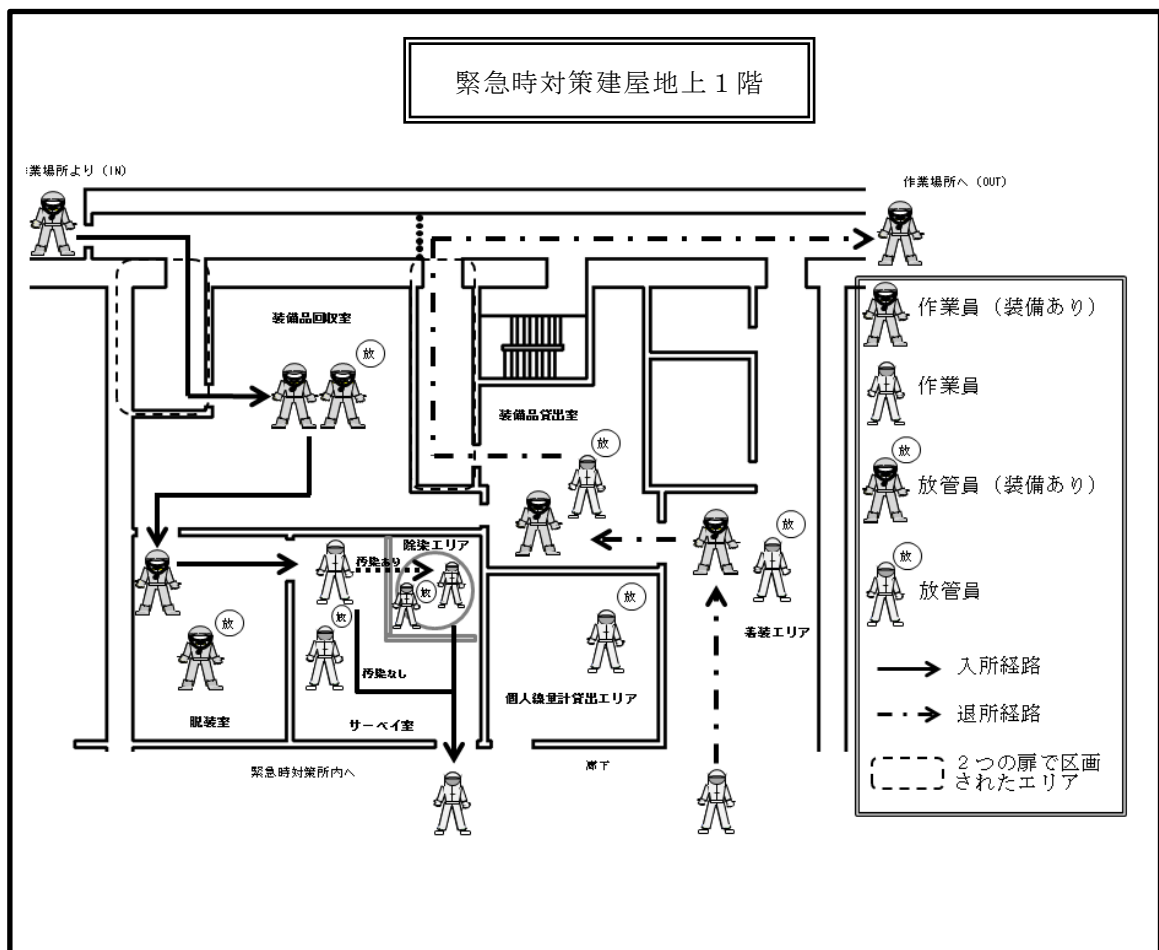 緊急時対策建屋地上１階
業場所より（IN）
作業場所へ（OUT）
装備品回収室
放
装備品貸出室
放
放
除染エリア
汚染あり
放
放
放
放
着装エリア
汚染なし
個人線量計貸出エリア
脱装室
サーベイ室
緊急時対策所内へ
廊下
作業員（装備あり）
作業員
放
放管員（装備あり）
放
放管員
入所経路
退所経路
２つの扉で区画
されたエリア